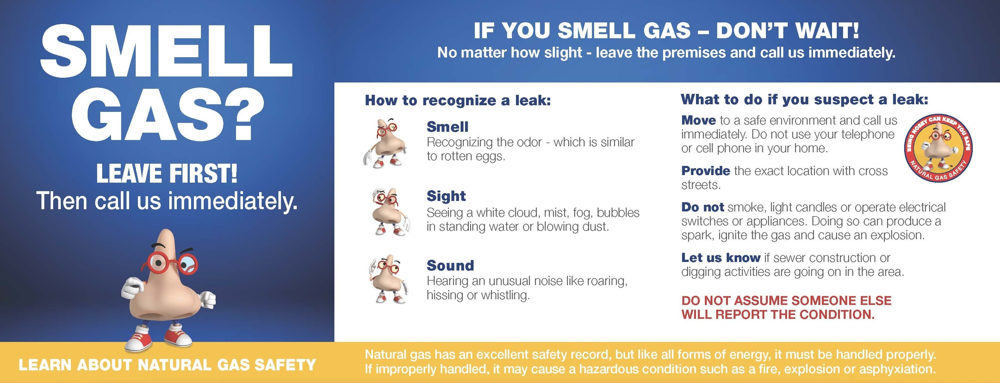 SMELL
GAS?
LEAVE FIRST!
Then call us immediately.
LEARN ABOUT NATURAL GAS SAFETY
IF YOU SMELL GAS – DON'T WAIT!
No matter how slight - leave the premises and call us immediately.
How to recognize a leak:
Smell
Recognizing the odor - which is similar
to rotten eggs.
Sight
Seeing a white cloud, mist, fog, bubbles
in standing water or blowing dust.
Sound
Hearing an unusual noise like roaring,
hissing or whistling.
What to do if you suspect a leak:
Move to a safe environment and call us
immediately. Do not use your telephone
or cell phone in your home.
Provide the exact location with cross
streets.
Do not smoke, light candles or operate electrical
switches or appliances. Doing so can produce a
spark, ignite the gas and cause an explosion.
Let us know if sewer construction or
digging activities are going on in the area.
DO NOT ASSUME SOMEONE ELSE
WILL REPORT THE CONDITION.
BEING NOSEY CAN KEEP YOU SAFE
NATURAL GAS SAFETY
TM
Natural gas has an excellent safety record, but like all forms of energy, it must be handled properly.
If improperly handled, it may cause a hazardous condition such as a fire, explosion or asphyxiation.